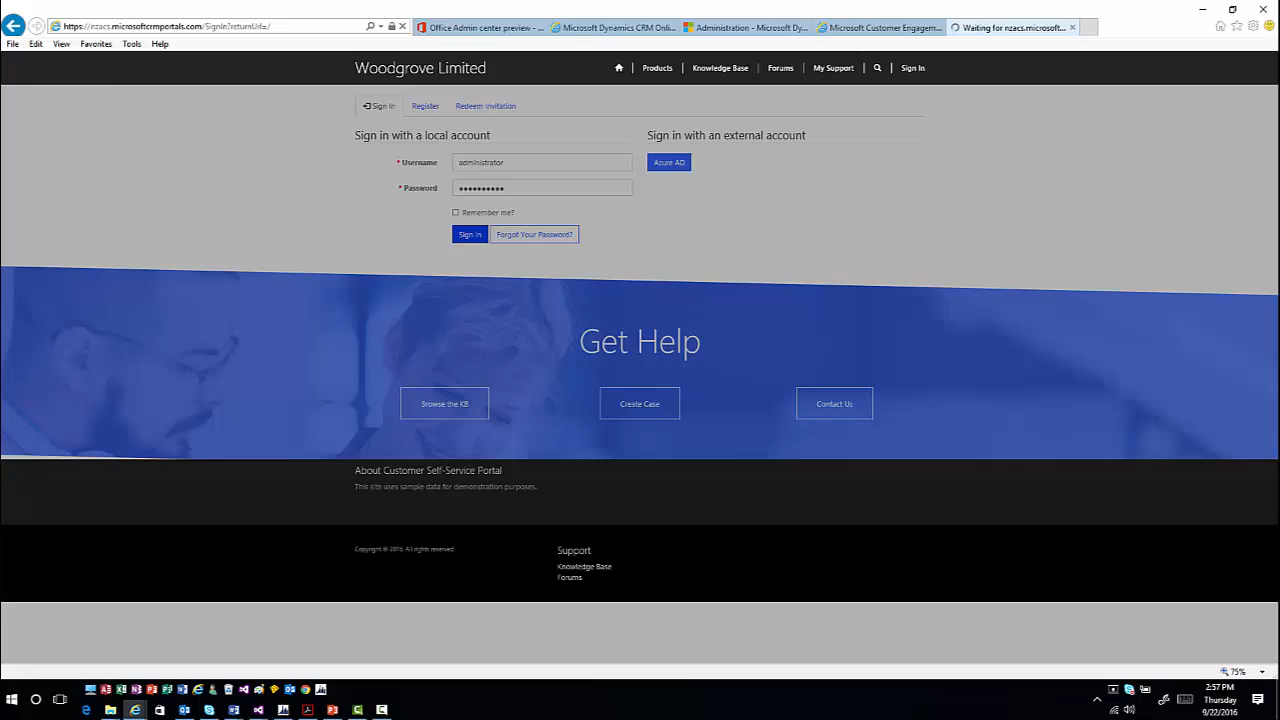 https://nzacs.microsoftcrmportals.com/SignIn?returnUrl=/
Office Admin center preview - ...
Microsoft Dynamics CRM Onli...
Administration - Microsoft Dy...
Microsoft Customer Engagem...
Waiting for nzacs.microsoft...
File Edit View Favorites Tools Help
Woodgrove Limited
Products Knowledge Base Forums My Support Sign In
Sign In Register Redeem Invitation
Sign in with a local account
Sign in with an external account
* Username administrator
Azure AD
* Password
Remember me?
Sign In Forgot Your Password?
Get Help
Browse the KB Create Case Contact Us
About Customer Self-Service Portal
This site uses sample data for demonstration purposes.
Copyright © 2016. All rights reserved.
Support
Knowledge Base
Forums
75%
2:57 PM
Thursday
9/22/2016